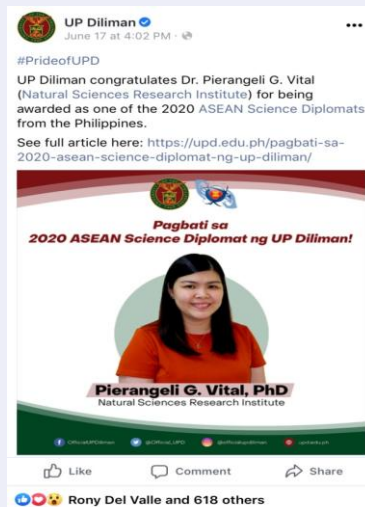 UP Diliman
June 17 at 4:02 PM ·
#PrideofUPD
UP Diliman congratulates Dr. Pierangeli G. Vital
(Natural Sciences Research Institute) for being
awarded as one of the 2020 ASEAN Science Diplomats
from the Philippines.
See full article here: https://upd.edu.ph/pagbati-sa-
2020-asean-science-diplomat-ng-up-diliman/
Pagbati sa
2020 ASEAN Science Diplomat ng UP Diliman!
Pierangeli G. Vital, PhD
Natural Sciences Research Institute
OfficialUPDiliman @Official_UPD @officialupdiliman upd.edu.ph
Like Comment Share
Rony Del Valle and 618 others